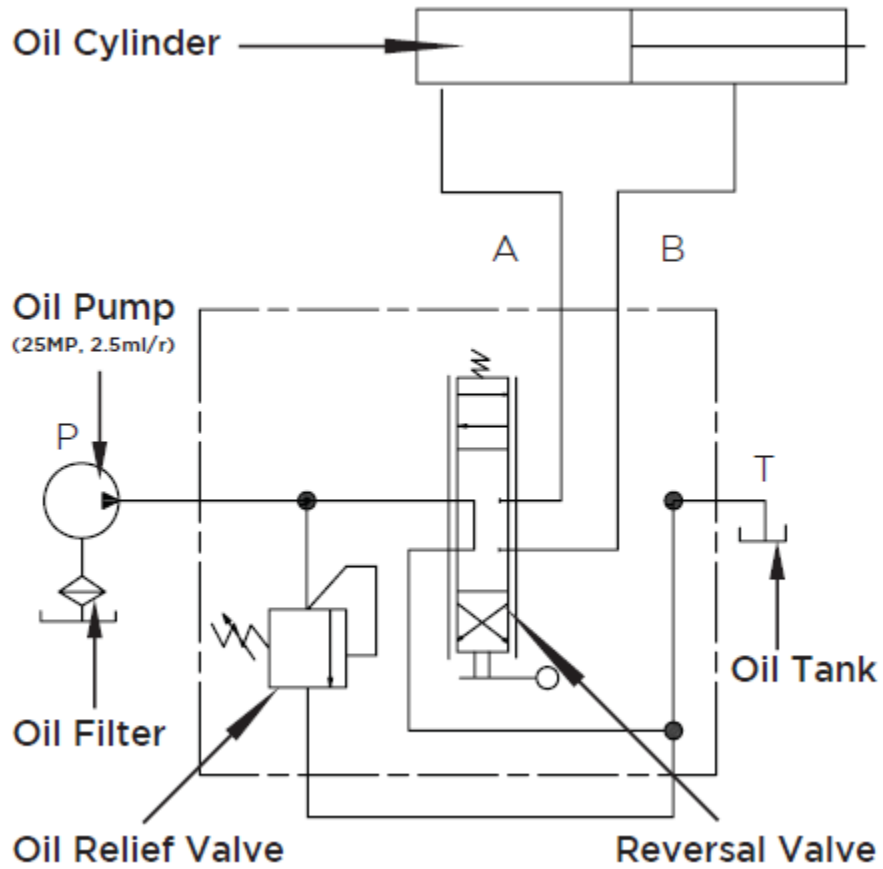 Oil Cylinder
A
B
Oil Pump
(25MP, 2.5ml/r)
P
T
Oil Tank
Oil Filter
Oil Relief Valve
Reversal Valve